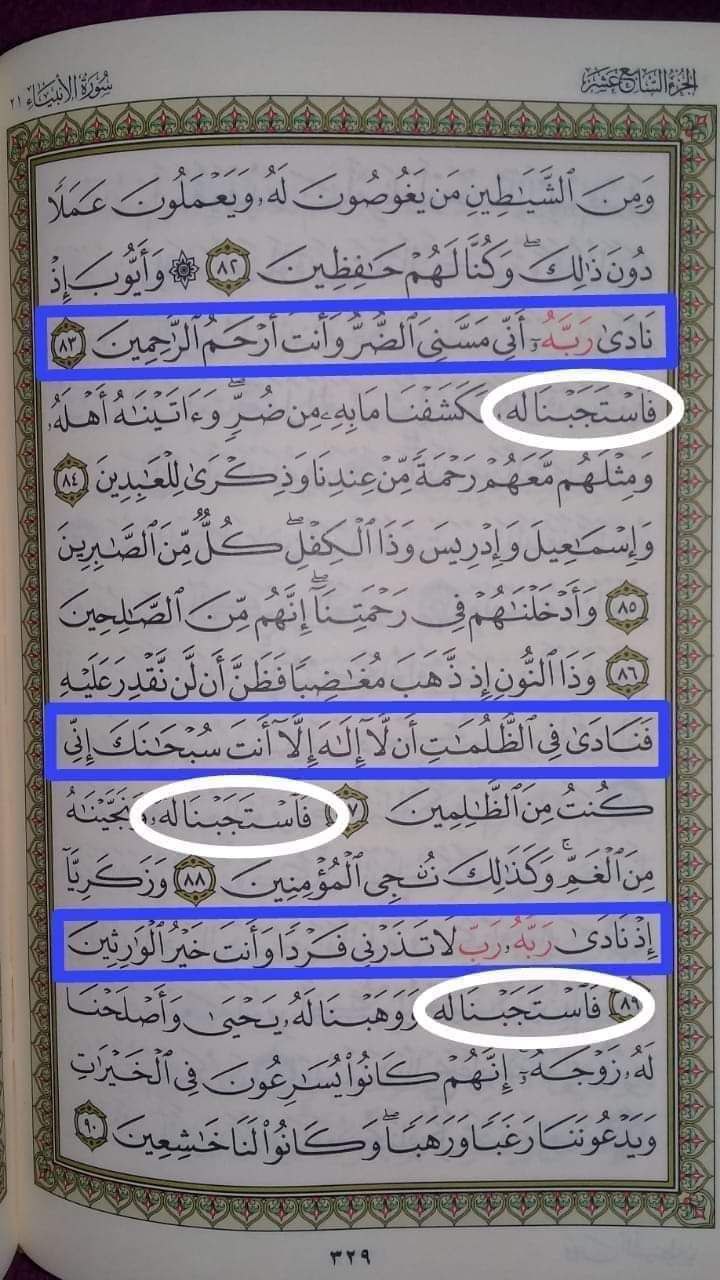 الجزء السابع عشر
سورة الأنبياء ٢١
وَمِنَ ٱلشَّيَٰطِينِ مَن يَغُوصُونَ لَهُۥ وَيَعْمَلُونَ عَمَلًا
دُونَ ذَٰلِكَ ۖ وَكُنَّا لَهُمْ حَٰفِظِينَ ٨٢ ۞ وَأَيُّوبَ إِذْ
نَادَىٰ رَبَّهُۥٓ أَنِّى مَسَّنِىَ ٱلضُّرُّ وَأَنتَ أَرْحَمُ ٱلرَّٰحِمِينَ ٨٣
فَٱسْتَجَبْنَا لَهُۥ فَكَشَفْنَا مَا بِهِۦ مِن ضُرٍّ ۖ وَءَاتَيْنَٰهُ أَهْلَهُۥ
وَمِثْلَهُم مَّعَهُمْ رَحْمَةً مِّنْ عِندِنَا وَذِكْرَىٰ لِلْعَٰبِدِينَ ٨٤
وَإِسْمَٰعِيلَ وَإِدْرِيسَ وَذَا ٱلْكِفْلِ ۖ كُلٌّ مِّنَ ٱلصَّٰبِرِينَ
٨٥ وَأَدْخَلْنَٰهُمْ فِى رَحْمَتِنَآ ۖ إِنَّهُم مِّنَ ٱلصَّٰلِحِينَ
٨٦ وَذَا ٱلنُّونِ إِذ ذَّهَبَ مُغَٰضِبًا فَظَنَّ أَن لَّن نَّقْدِرَ عَلَيْهِ
فَنَادَىٰ فِى ٱلظُّلُمَٰتِ أَن لَّآ إِلَٰهَ إِلَّآ أَنتَ سُبْحَٰنَكَ إِنِّى
كُنتُ مِنَ ٱلظَّٰلِمِينَ ٨٧ فَٱسْتَجَبْنَا لَهُۥ وَنَجَّيْنَٰهُ
مِنَ ٱلْغَمِّ ۚ وَكَذَٰلِكَ نُۨجِى ٱلْمُؤْمِنِينَ ٨٨ وَزَكَرِيَّآ
إِذْ نَادَىٰ رَبَّهُۥ رَبِّ لَا تَذَرْنِى فَرْدًا وَأَنتَ خَيْرُ ٱلْوَٰرِثِينَ
٨٩ فَٱسْتَجَبْنَا لَهُۥ وَوَهَبْنَا لَهُۥ يَحْيَىٰ وَأَصْلَحْنَا
لَهُۥ زَوْجَهُۥٓ ۚ إِنَّهُمْ كَانُوا۟ يُسَٰرِعُونَ فِى ٱلْخَيْرَٰتِ
وَيَدْعُونَنَا رَغَبًا وَرَهَبًا ۖ وَكَانُوا۟ لَنَا خَٰشِعِينَ ٩٠
٣٢٩